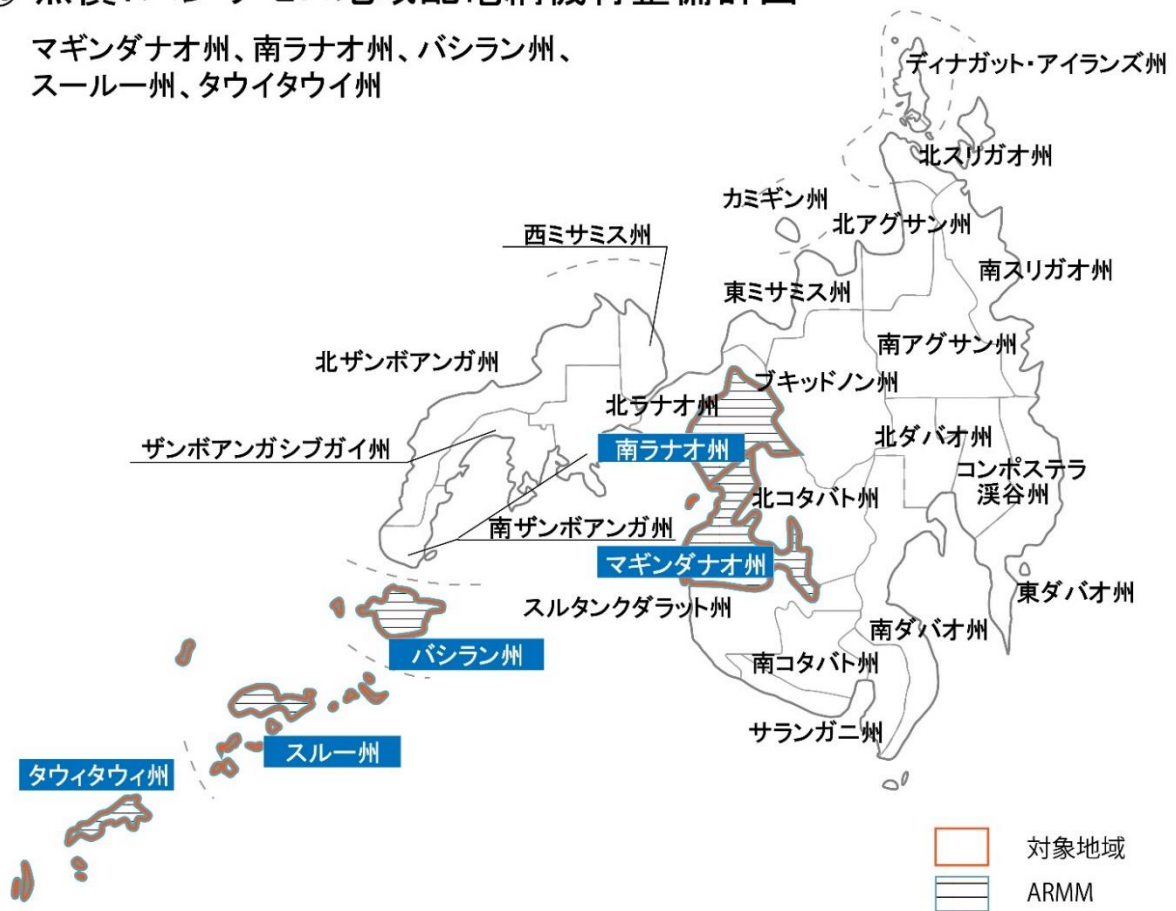 マギンダナオ州、南ラナオ州、バシラン州、
スールー州、タウイタウイ州
ディナガット・アイランズ州
北スリガオ州
カミギン州
北アグサン州
西ミサミス州
南スリガオ州
東ミサミス州
南アグサン州
北ザンボアンガ州
ブキッドノン州
北ラナオ州
ザンボアンガシブガイ州
南ラナオ州
北ダバオ州
コンポステラ
渓谷州
北コタバト州
南ザンボアンガ州
マギンダナオ州
東ダバオ州
スルタンクダラット州
南ダバオ州
バシラン州
南コタバト州
サランガニ州
スルー州
タウィタウィ州
対象地域
ARMM